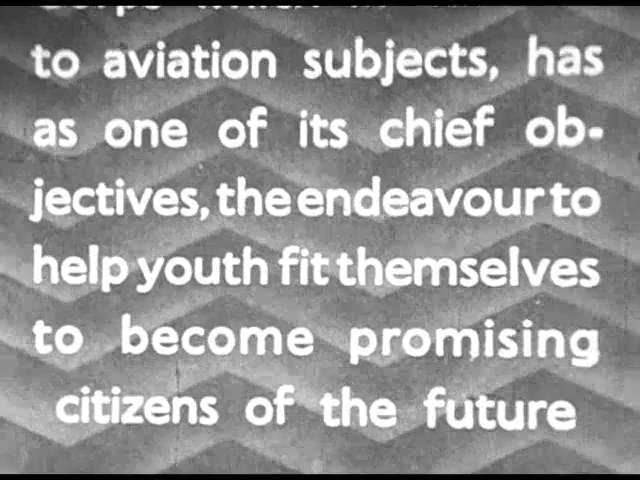 to aviation subjects, has
as one of its chief ob-
jectives, the endeavour to
help youth fit themselves
to become promising
citizens of the future